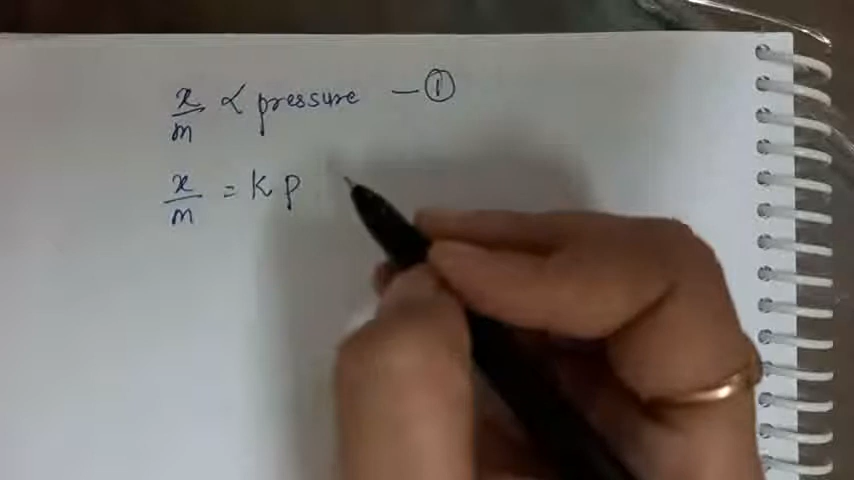 x/m ∝ pressure — ①
x/m = K p